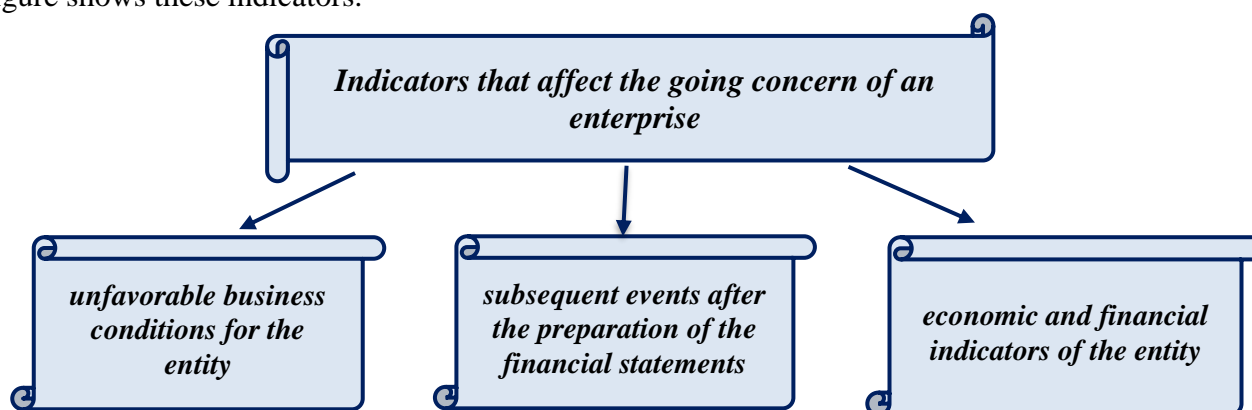 figure shows these indicators.
Indicators that affect the going concern of an
enterprise
unfavorable business
conditions for the
entity
subsequent events after
the preparation of the
financial statements
economic and financial
indicators of the entity